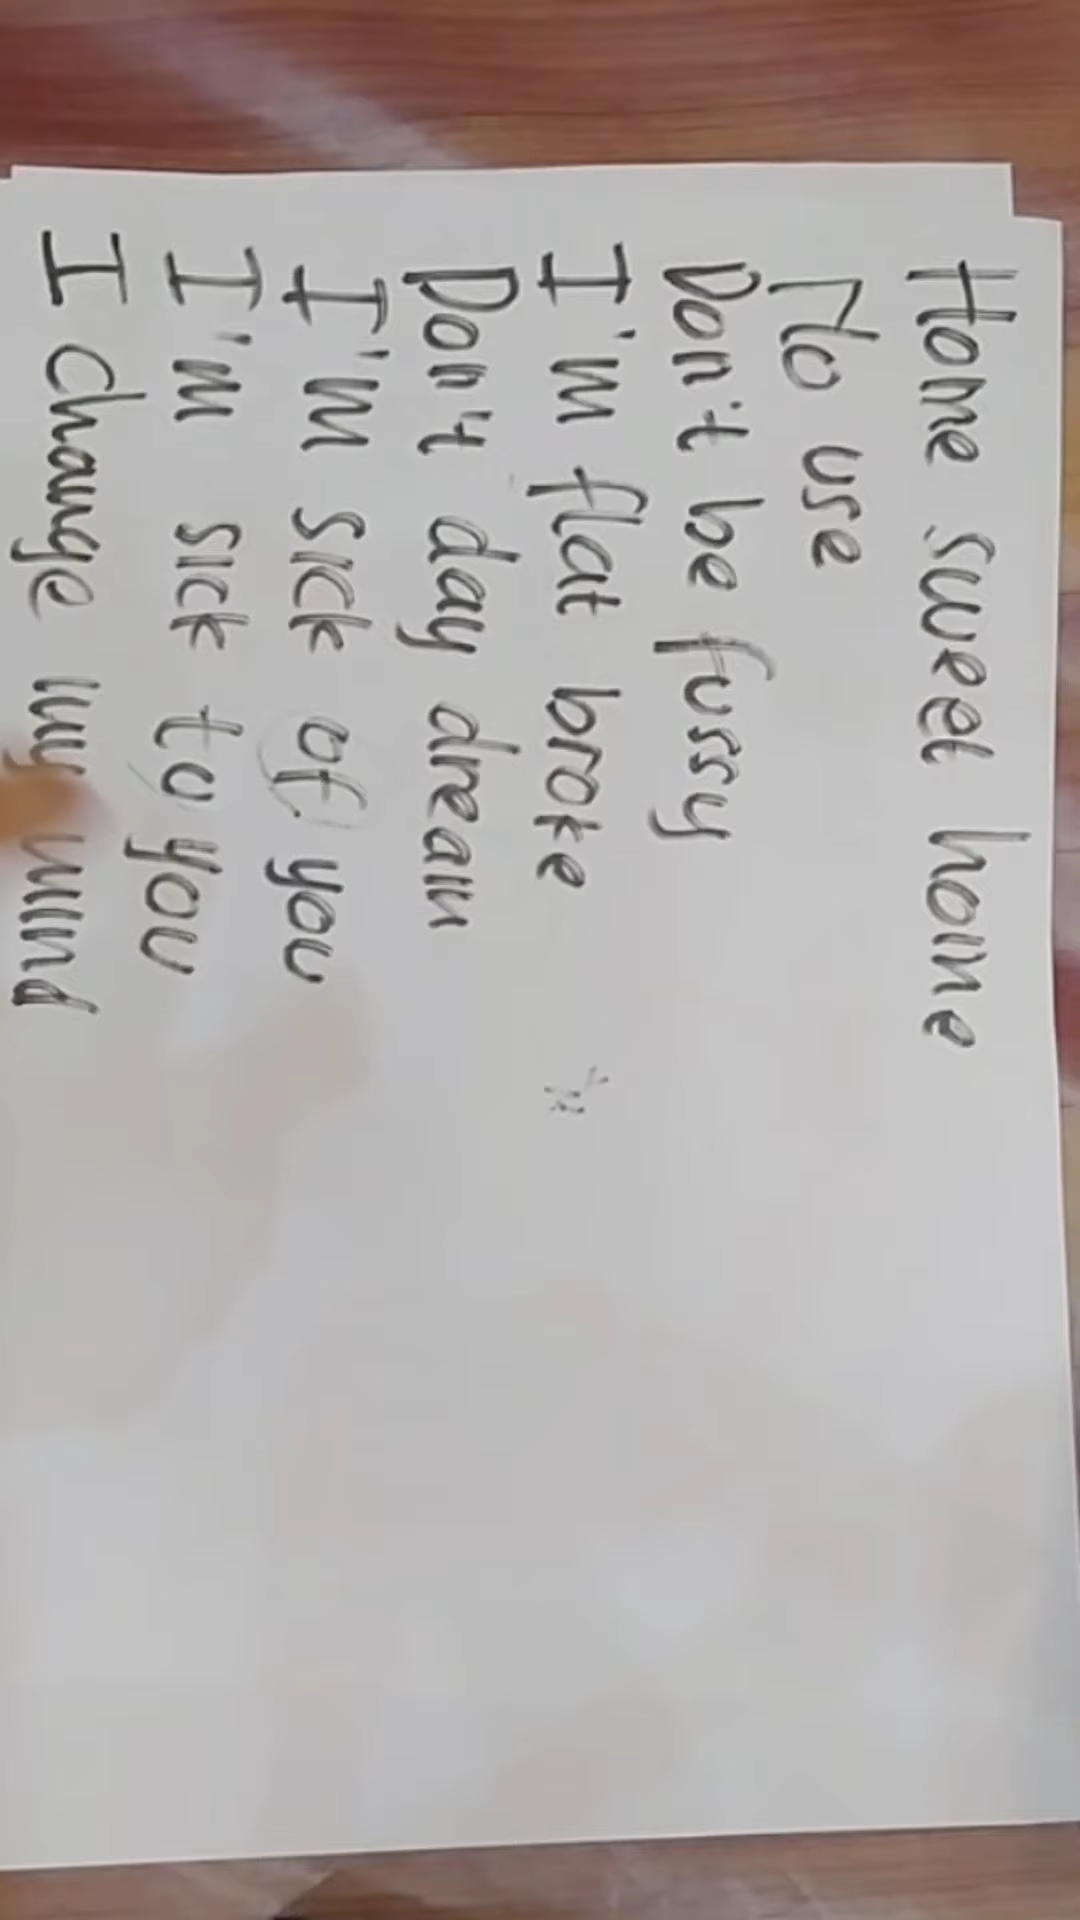 Home sweet home
No use
Don't be fussy
I'm flat broke
Don't day dream
I'm sick of you
I'm sick to you
I change my mind